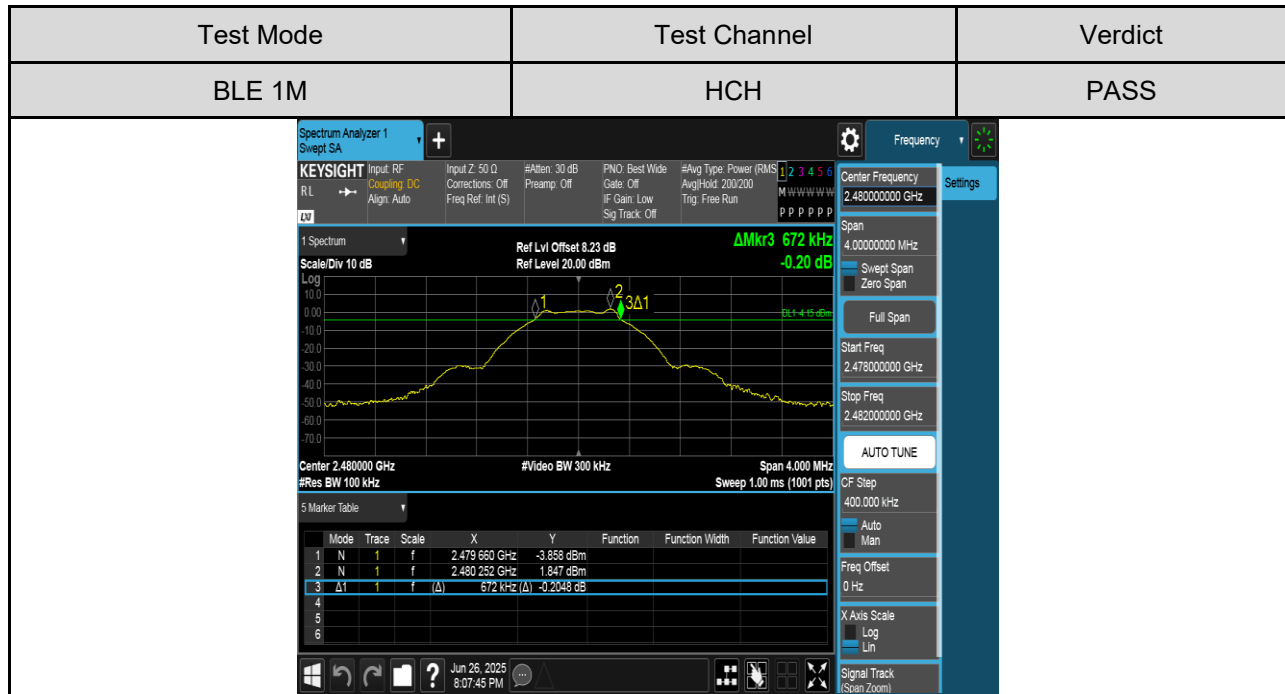 Test Mode Test Channel Verdict
BLE 1M HCH PASS
Spectrum Analyzer 1
Swept SA
+
Frequency
KEYSIGHT Input: RF Input Z: 50 Ω #Atten: 30 dB PNO: Best Wide #Avg Type: Power (RMS 1 2 3 4 5 6
RL Coupling: DC Corrections: Off Preamp: Off Gate: Off Avg|Hold: 200/200 M W W W W W
Align: Auto Freq Ref: Int (S) IF Gain: Low Trig: Free Run
LXI Sig Track: Off P P P P P P
Center Frequency
2.480000000 GHz
Settings
1 Spectrum
Scale/Div 10 dB
Ref Lvl Offset 8.23 dB
Ref Level 20.00 dBm
ΔMkr3 672 kHz
-0.20 dB
Span
4.00000000 MHz
Swept Span
Zero Span
Full Span
Start Freq
2.478000000 GHz
Stop Freq
2.482000000 GHz
AUTO TUNE
CF Step
400.000 kHz
Auto
Man
Freq Offset
0 Hz
X Axis Scale
Log
Lin
Signal Track
(Span Zoom)
Log
10.0
0.00
-10.0
-20.0
-30.0
-40.0
-50.0
-60.0
-70.0
1
2
3Δ1
DL1 -4.15 dBm
Center 2.480000 GHz #Video BW 300 kHz Span 4.000 MHz
#Res BW 100 kHz Sweep 1.00 ms (1001 pts)
5 Marker Table
Mode Trace Scale X Y Function Function Width Function Value
1 N 1 f 2.479 660 GHz -3.858 dBm
2 N 1 f 2.480 252 GHz 1.847 dBm
3 Δ1 1 f (Δ) 672 kHz (Δ) -0.2048 dB
4
5
6
? Jun 26, 2025
8:07:45 PM